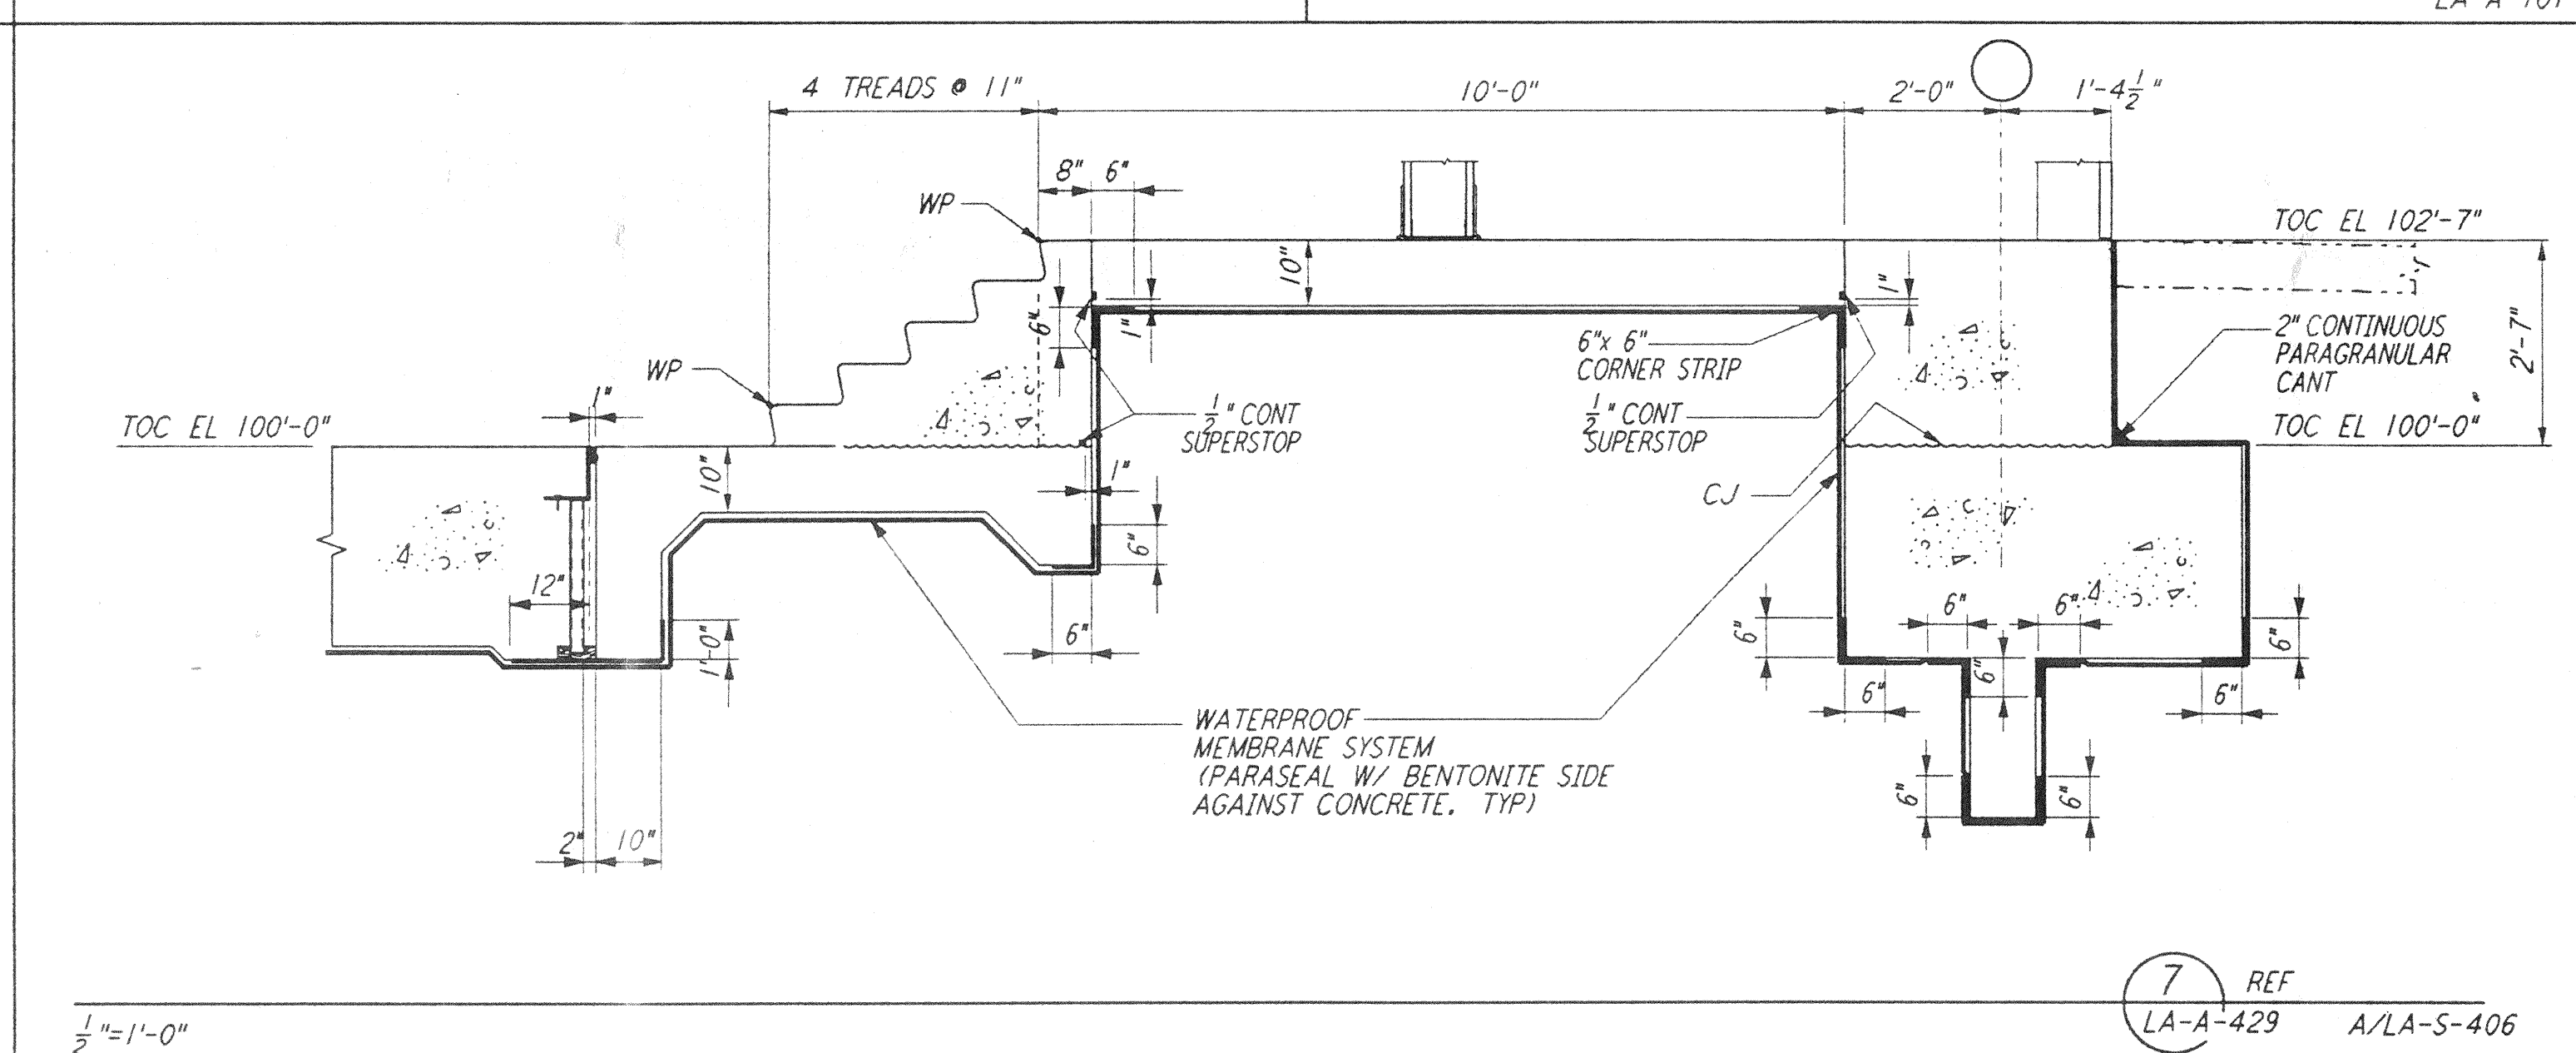 4 TREADS @ 11"
10'-0"
2'-0"
1'-4 1/2"
8"
6"
WP
TOC EL 102'-7"
10"
1"
6"
1"
1"
6"x 6"
CORNER STRIP
2" CONTINUOUS
PARAGRANULAR
CANT
2'-7"
WP
1"
TOC EL 100'-0"
1/2" CONT
SUPERSTOP
1/2" CONT
SUPERSTOP
TOC EL 100'-0"
10"
1"
CJ
6"
12"
1'-0"
6"
6"
6"
6"
6"
6"
6"
6"
6"
WATERPROOF
MEMBRANE SYSTEM
(PARASEAL W/ BENTONITE SIDE
AGAINST CONCRETE. TYP)
6"
6"
2"
10"
7
REF
LA-A-429
A/LA-S-406
1/2"=1'-0"